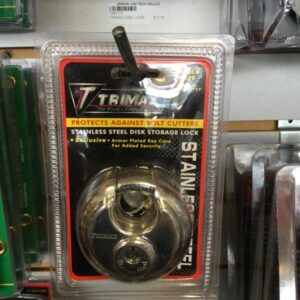 TRIMAX
PROTECTS AGAINST BOLT CUTTERS
STAINLESS STEEL DISK STORAGE LOCK
• Exclusive • Armor Plated Key Case
For Added Security
STAINLESS STEEL
TRIMAX